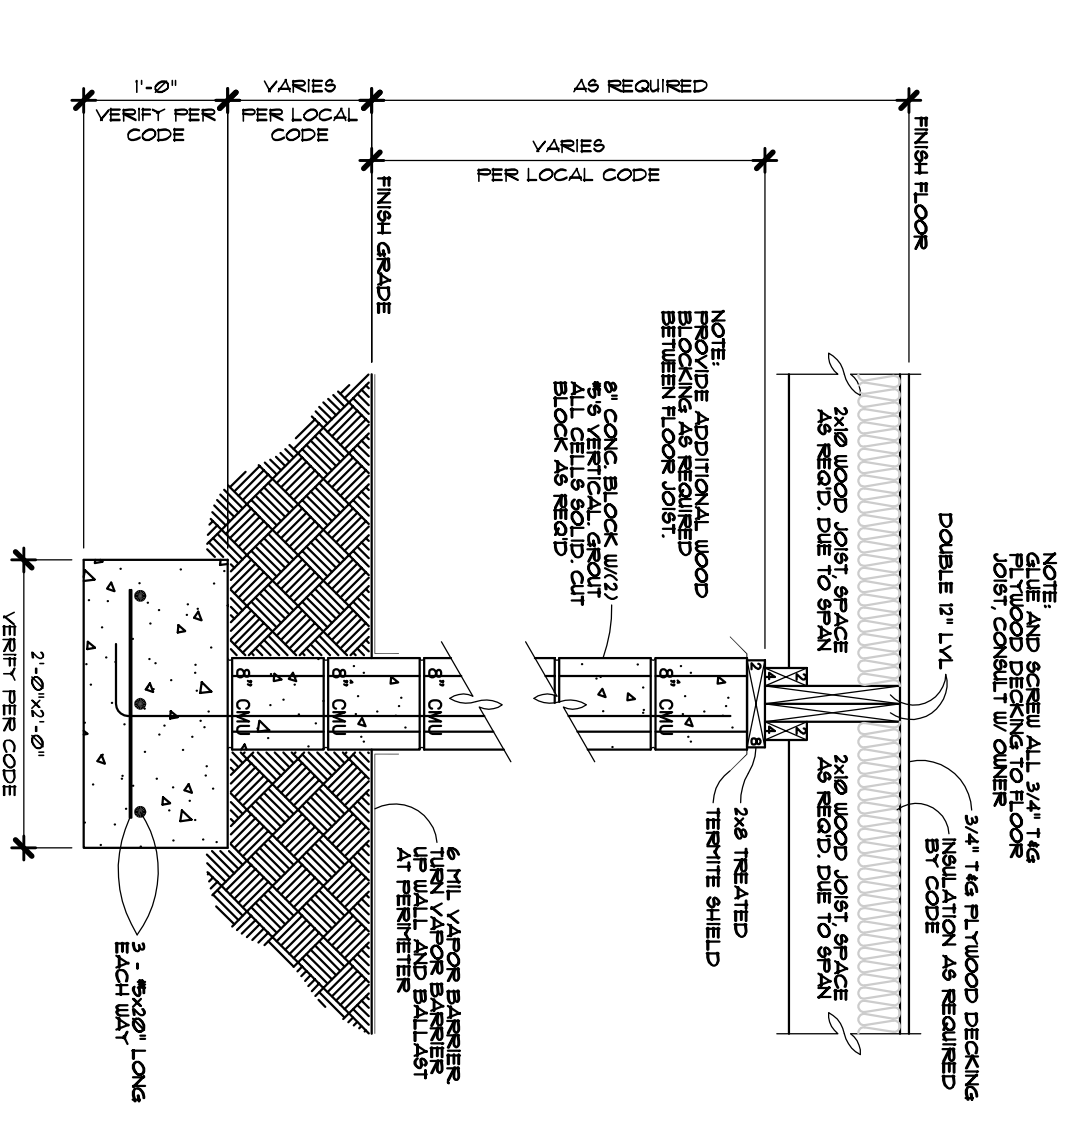 NOTE:
GLUE AND SCREW ALL 3/4" T&G
PLYWOOD DECKING TO FLOOR
JOIST, CONSULT W/ OWNER
3/4" T&G PLYWOOD DECKING
INSULATION AS REQUIRED
BY CODE
DOUBLE 12" LVL
FINISH FLOOR
2x10 WOOD JOIST, SPACE
AS REQ'D. DUE TO SPAN
2x10 WOOD JOIST, SPACE
AS REQ'D. DUE TO SPAN
2
4
2
4
2
8
2x8 TREATED
TERMITE SHIELD
NOTE:
PROVIDE ADDITIONAL WOOD
BLOCKING AS REQUIRED
BETWEEN FLOOR JOIST.
8" CONC. BLOCK W/(2)
#5'S VERTICAL. GROUT
ALL CELLS SOLID. CUT
BLOCK AS REQ'D
8" CMU
8" CMU
8" CMU
8" CMU
6 MIL VAPOR BARRIER.
TURN VAPOR BARRIER
UP WALL AND BALLAST
AT PERIMETER
FINISH GRADE
3 - #5x20" LONG
EACH WAY
2'-0"x2'-0"
VERIFY PER CODE
1'-0"
VERIFY PER
CODE
VARIES
PER LOCAL
CODE
AS REQUIRED
VARIES
PER LOCAL CODE